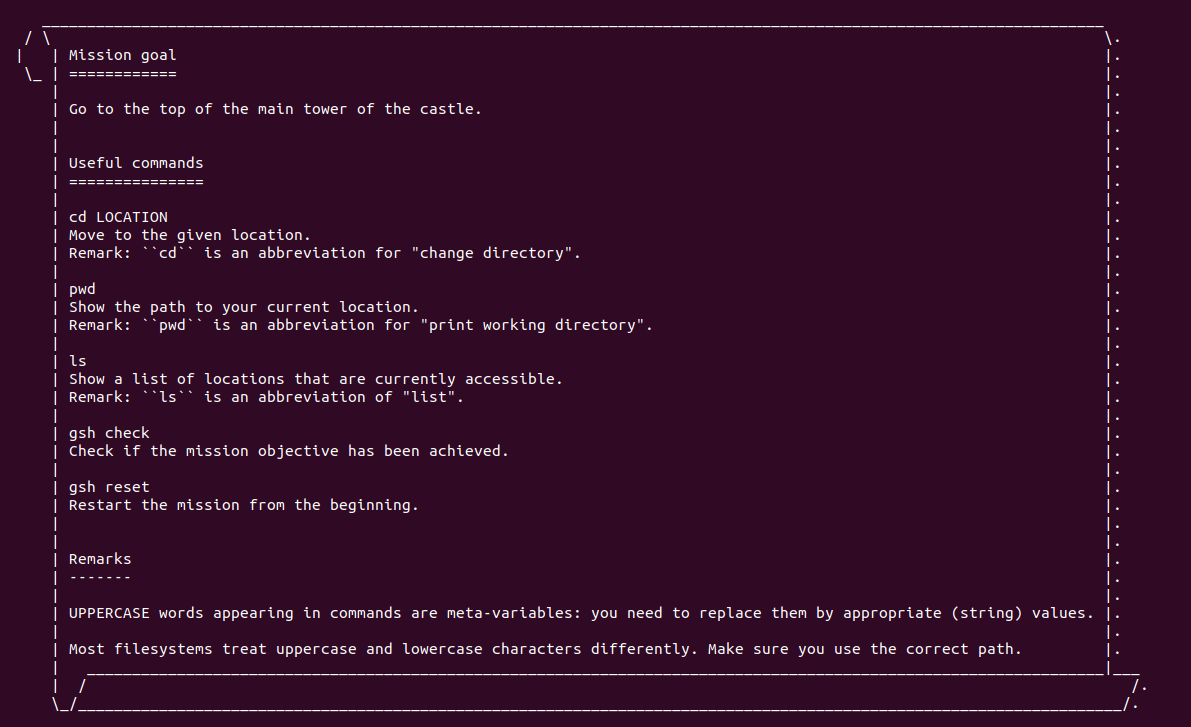 Mission goal
============
Go to the top of the main tower of the castle.
Useful commands
===============
cd LOCATION
Move to the given location.
Remark: ``cd`` is an abbreviation for "change directory".
pwd
Show the path to your current location.
Remark: ``pwd`` is an abbreviation for "print working directory".
ls
Show a list of locations that are currently accessible.
Remark: ``ls`` is an abbreviation of "list".
gsh check
Check if the mission objective has been achieved.
gsh reset
Restart the mission from the beginning.
Remarks
-------
UPPERCASE words appearing in commands are meta-variables: you need to replace them by appropriate (string) values.
Most filesystems treat uppercase and lowercase characters differently. Make sure you use the correct path.